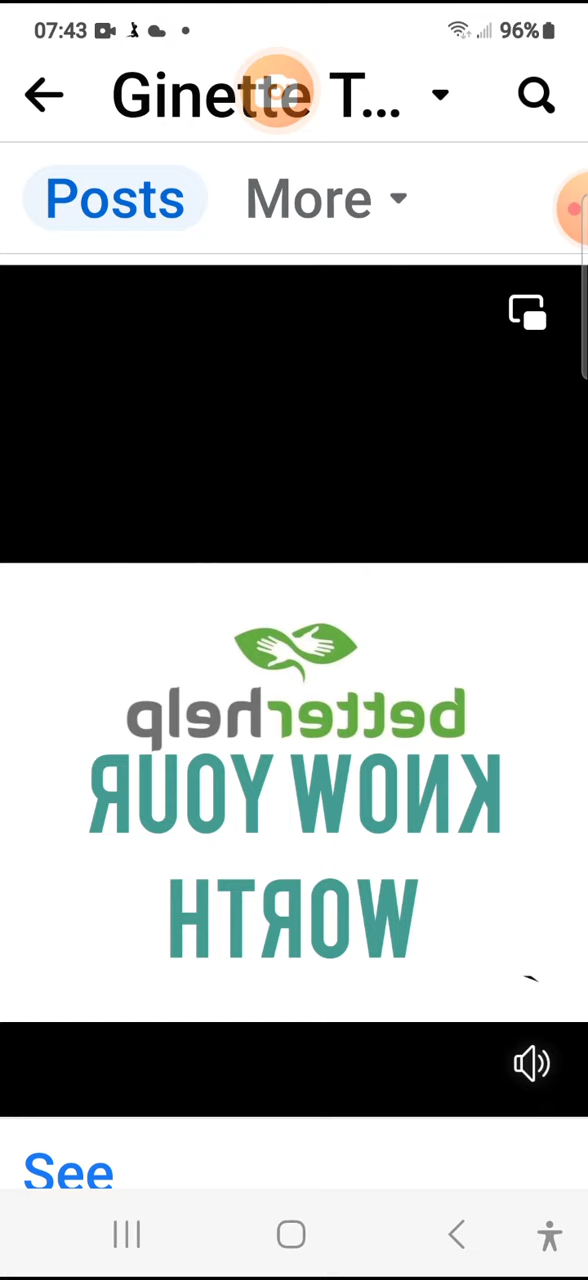 07:43 96%
Ginette T...
Posts More
betterhelp
KNOW YOUR
WORTH
See